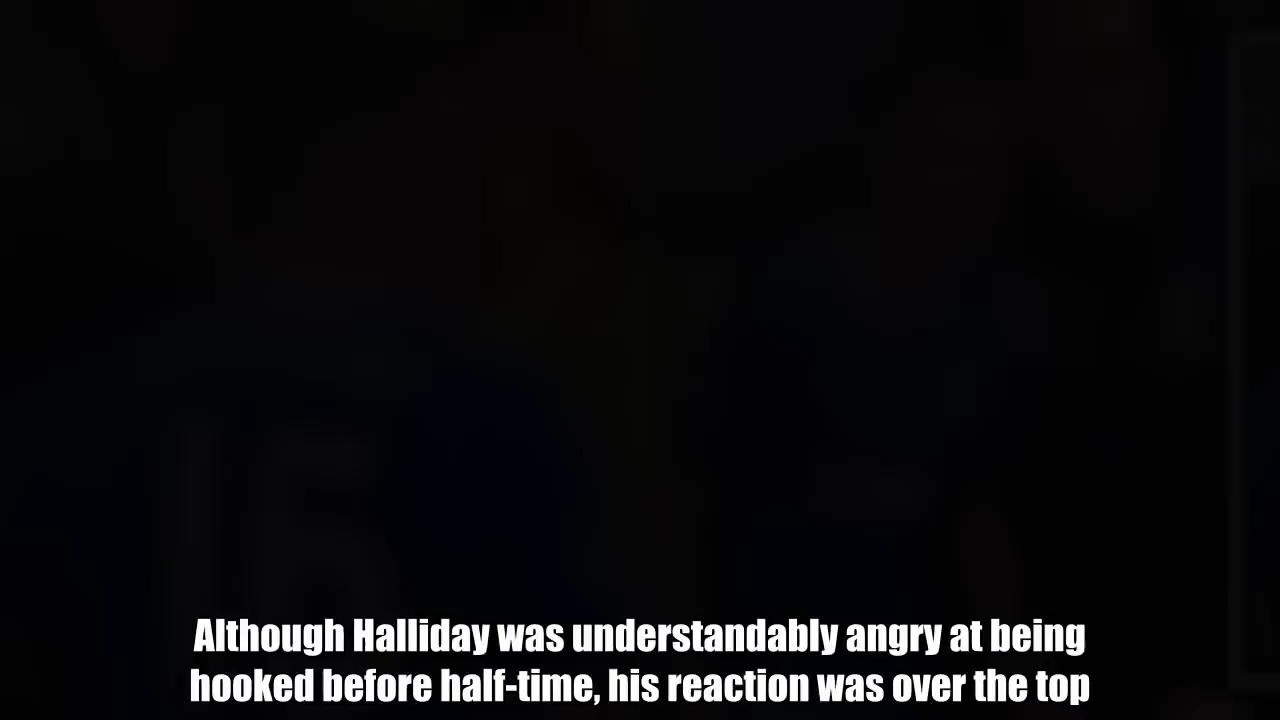 Although Halliday was understandably angry at being
hooked before half-time, his reaction was over the top